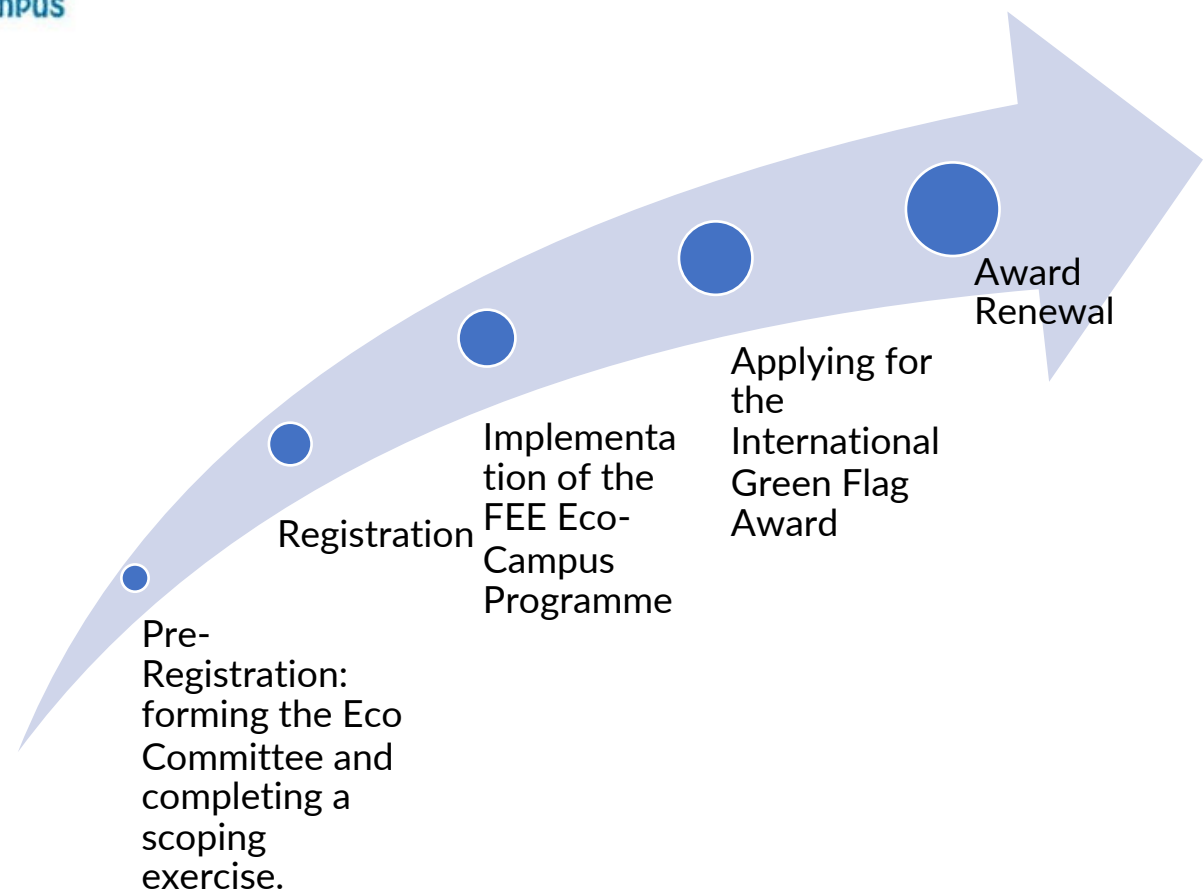 Pre-
Registration:
forming the Eco
Committee and
completing a
scoping
exercise.
Registration
Implementa
tion of the
FEE Eco-
Campus
Programme
Applying for
the
International
Green Flag
Award
Award
Renewal